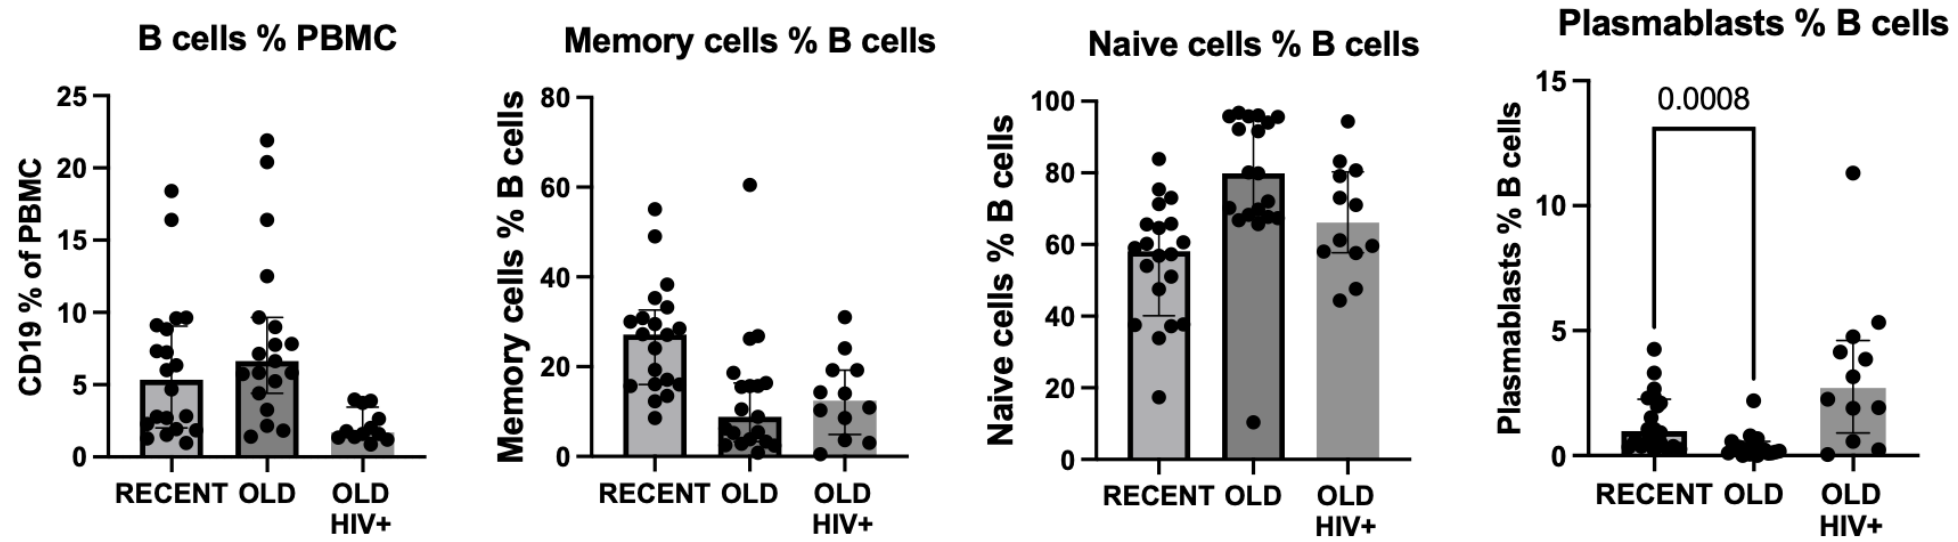 B cells % PBMC
CD19 % of PBMC
25
20
15
10
5
0
RECENT OLD OLD
HIV+
Memory cells % B cells
Memory cells % B cells
80
60
40
20
0
RECENT OLD OLD
HIV+
Naive cells % B cells
Naive cells % B cells
100
80
60
40
20
0
RECENT OLD OLD
HIV+
Plasmablasts % B cells
Plasmablasts % B cells
15
10
5
0
0.0008
RECENT OLD OLD
HIV+